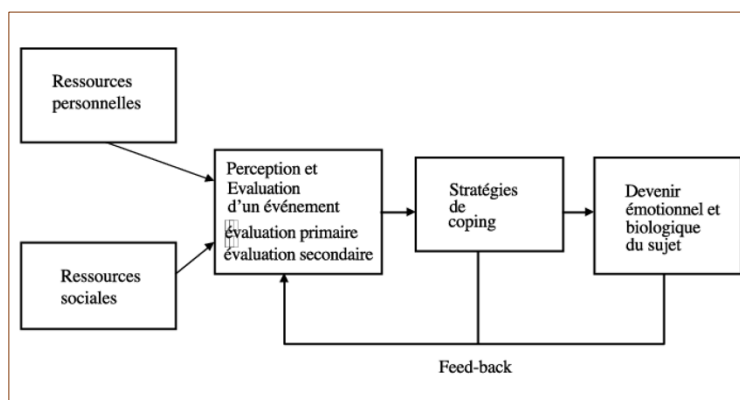 Ressources
personnelles
Ressources
sociales
Perception et
Evaluation
d'un événement
évaluation primaire
évaluation secondaire
Stratégies
de
coping
Devenir
émotionnel et
biologique
du sujet
Feed-back